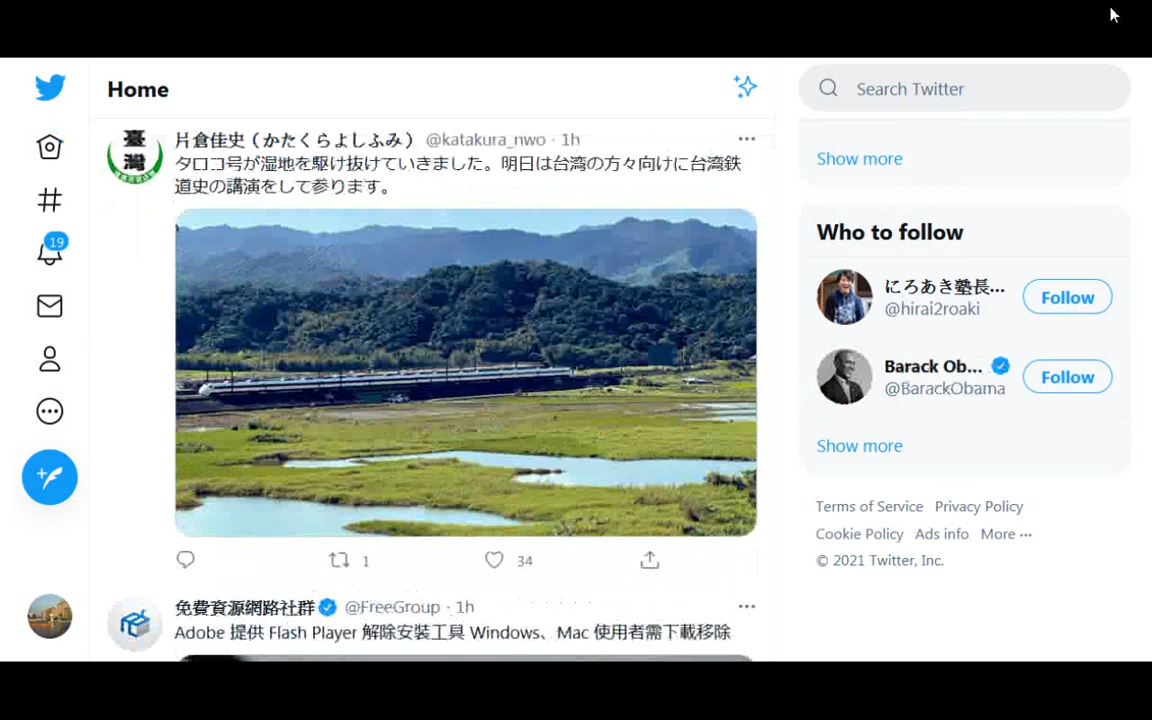 Home
Search Twitter
19
臺
灣
片倉佳史（かたくらよしふみ） @katakura_nwo · 1h
タロコ号が湿地を駆け抜けていきました。明日は台湾の方々向けに台湾鉄
道史の講演をして参ります。
1
34
免費資源網路社群 @FreeGroup · 1h
Adobe 提供 Flash Player 解除安裝工具 Windows、Mac 使用者需下載移除
Show more
Who to follow
にろあき塾長...
@hirai2roaki
Follow
Barack Ob...
@BarackObama
Follow
Show more
Terms of Service Privacy Policy
Cookie Policy Ads info More ···
© 2021 Twitter, Inc.